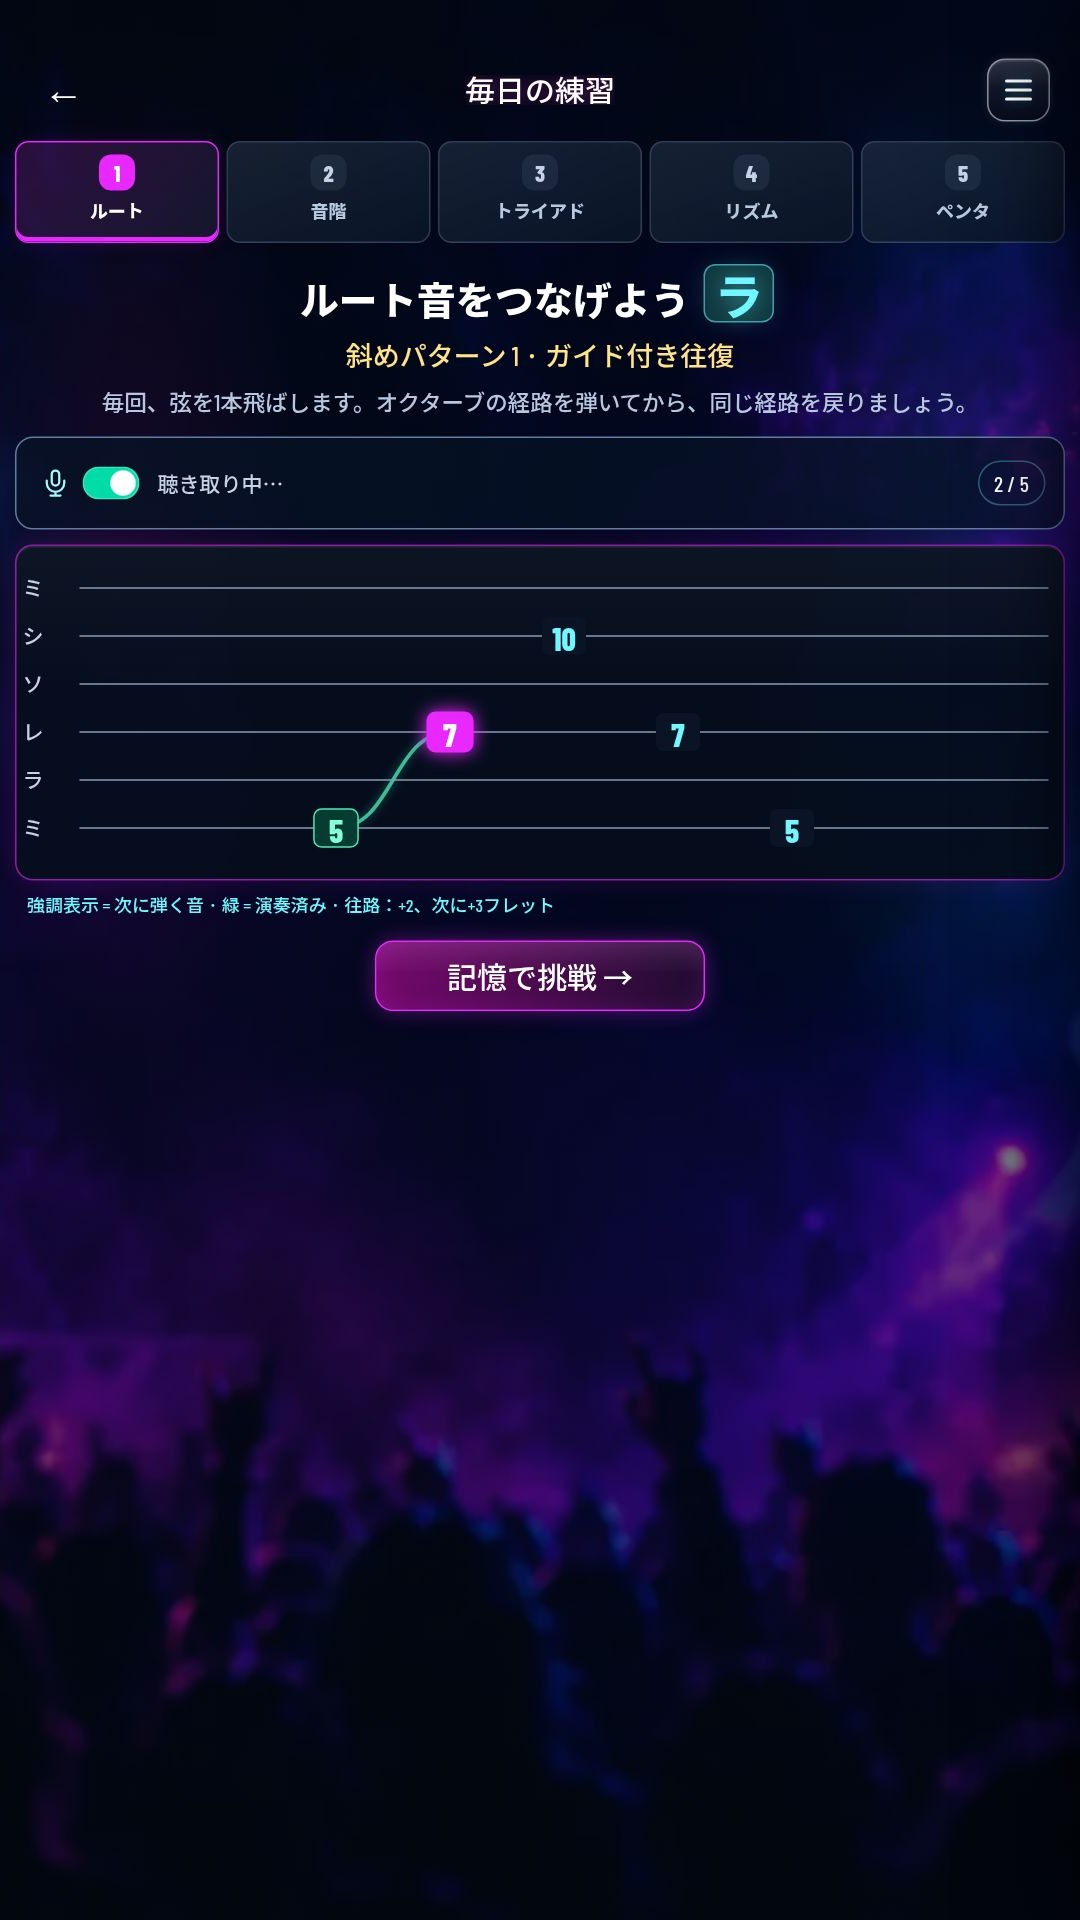 ← 毎日の練習
1 2 3 4 5
ルート 音階 トライアド リズム ペンタ
ルート音をつなげよう ラ
斜めパターン 1 · ガイド付き往復
毎回、弦を1本飛ばします。オクターブの経路を弾いてから、同じ経路を戻りましょう。
聴き取り中… 2 / 5
ミ
シ 10
ソ
レ 7 7
ラ
ミ 5 5
強調表示 = 次に弾く音 · 緑 = 演奏済み · 往路：+2、次に+3フレット
記憶で挑戦 →